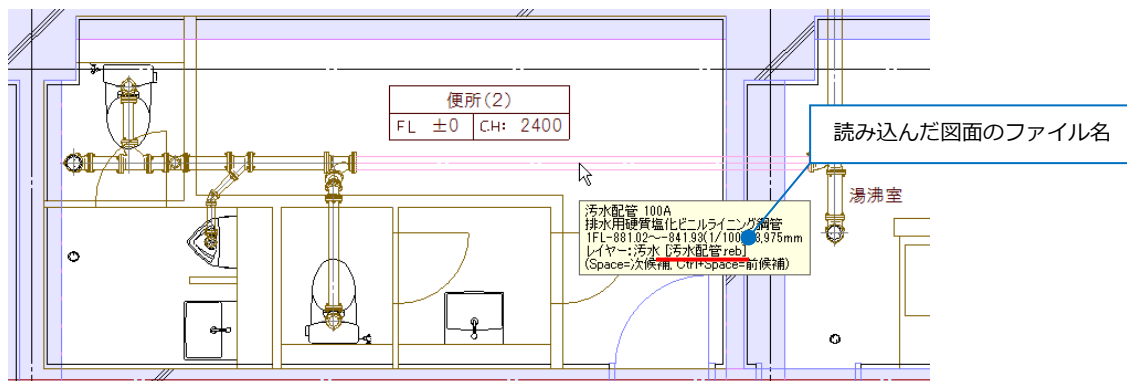 便所(2)
FL ±0 CH: 2400
読み込んだ図面のファイル名
湯沸室
汚水配管 100A
排水用硬質塩化ビニルライニング鋼管
1FL-881.02～-841.93(1/100) 3,975mm
レイヤー:汚水 [汚水配管.reb]
(Space=次候補, Ctrl+Space=前候補)